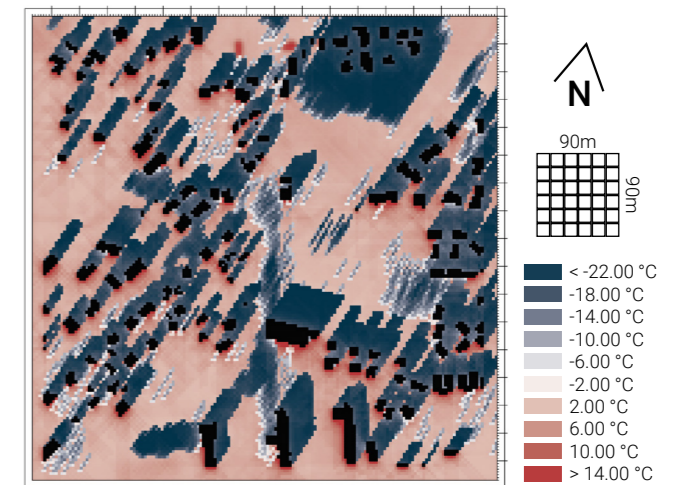 N
90m
90m
< -22.00 °C
-18.00 °C
-14.00 °C
-10.00 °C
-6.00 °C
-2.00 °C
2.00 °C
6.00 °C
10.00 °C
> 14.00 °C